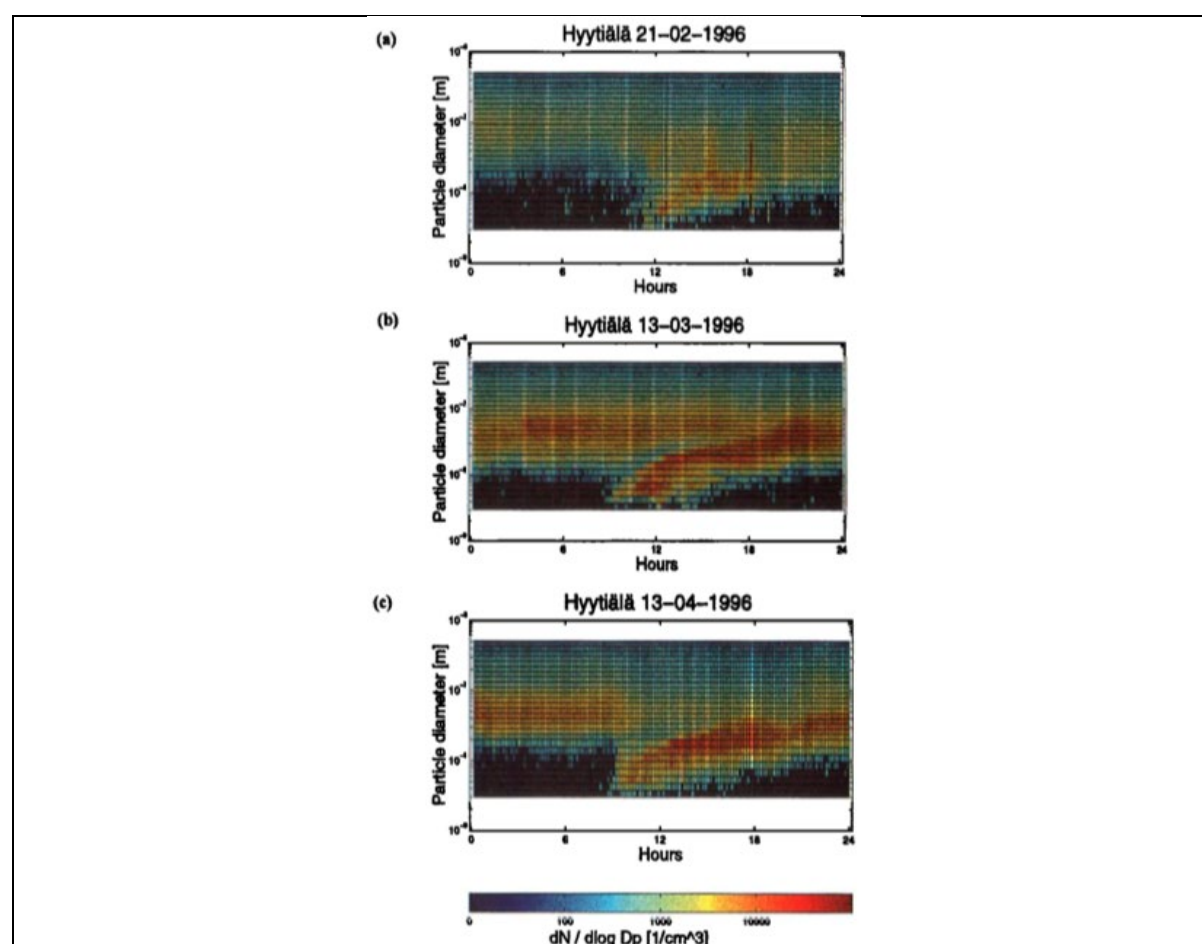 (a)
Hyytiälä 21-02-1996
Particle diameter [m]
0 6 12 18 24
Hours
(b)
Hyytiälä 13-03-1996
Particle diameter [m]
0 6 12 18 24
Hours
(c)
Hyytiälä 13-04-1996
Particle diameter [m]
0 6 12 18 24
Hours
0 100 1000 10000
dN / dlog Dp [1/cm^3]